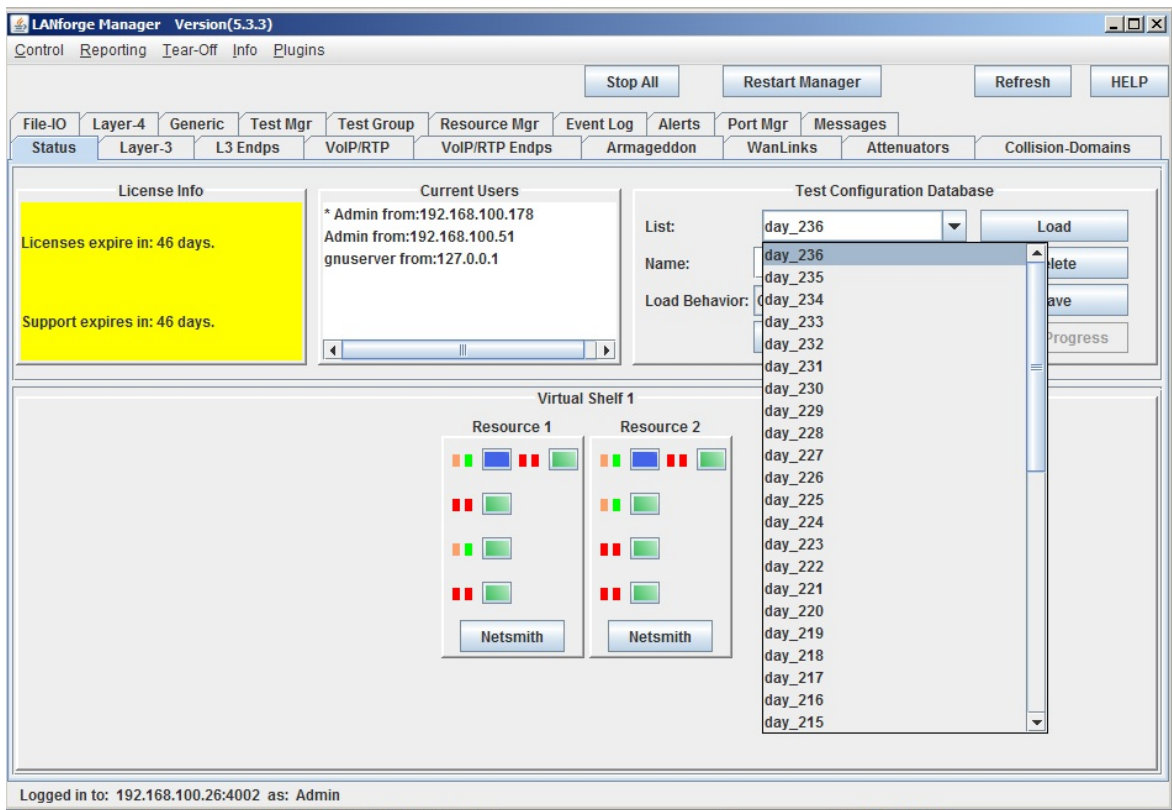 LANforge Manager Version(5.3.3)
Control Reporting Tear-Off Info Plugins
Stop All Restart Manager Refresh HELP
File-IO Layer-4 Generic Test Mgr Test Group Resource Mgr Event Log Alerts Port Mgr Messages
Status Layer-3 L3 Endps VoIP/RTP VoIP/RTP Endps Armageddon WanLinks Attenuators Collision-Domains
License Info
Licenses expire in: 46 days.
Support expires in: 46 days.
Current Users
* Admin from:192.168.100.178
Admin from:192.168.100.51
gnuserver from:127.0.0.1
Test Configuration Database
List: day_236 Load
Name:
Load Behavior:
Progress
day_236
day_235
day_234
day_233
day_232
day_231
day_230
day_229
day_228
day_227
day_226
day_225
day_224
day_223
day_222
day_221
day_220
day_219
day_218
day_217
day_216
day_215
Virtual Shelf 1
Resource 1 Resource 2
Netsmith Netsmith
Logged in to: 192.168.100.26:4002 as: Admin